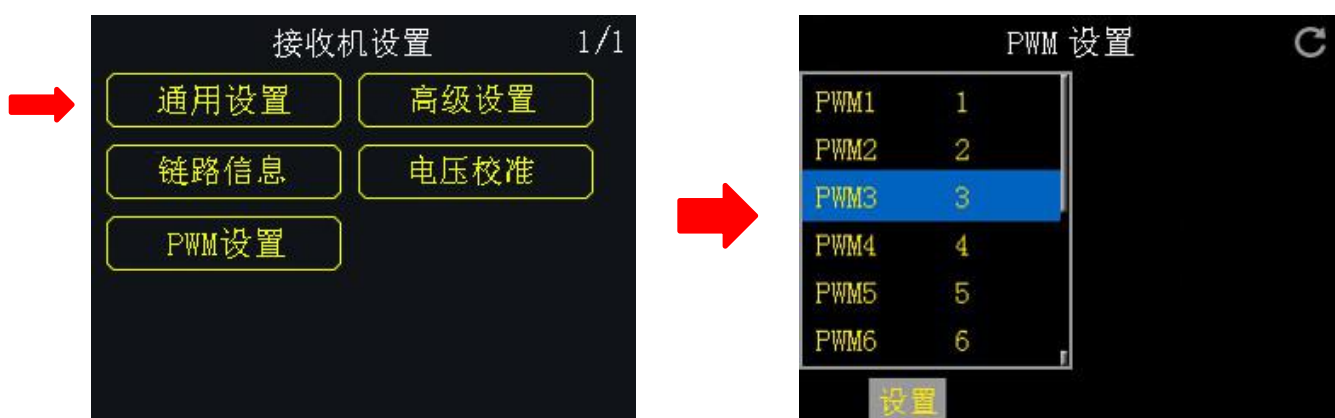 接收机设置 1/1
通用设置 高级设置
链路信息 电压校准
PWM设置
PWM 设置
PWM1 1
PWM2 2
PWM3 3
PWM4 4
PWM5 5
PWM6 6
设置